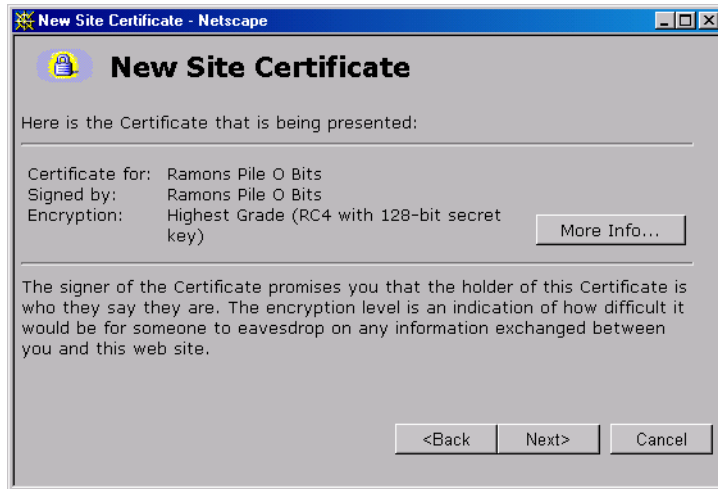 New Site Certificate - Netscape
New Site Certificate
Here is the Certificate that is being presented:
Certificate for: Ramons Pile O Bits
Signed by: Ramons Pile O Bits
Encryption: Highest Grade (RC4 with 128-bit secret
key)
More Info...
The signer of the Certificate promises you that the holder of this Certificate is
who they say they are. The encryption level is an indication of how difficult it
would be for someone to eavesdrop on any information exchanged between
you and this web site.
<Back Next> Cancel